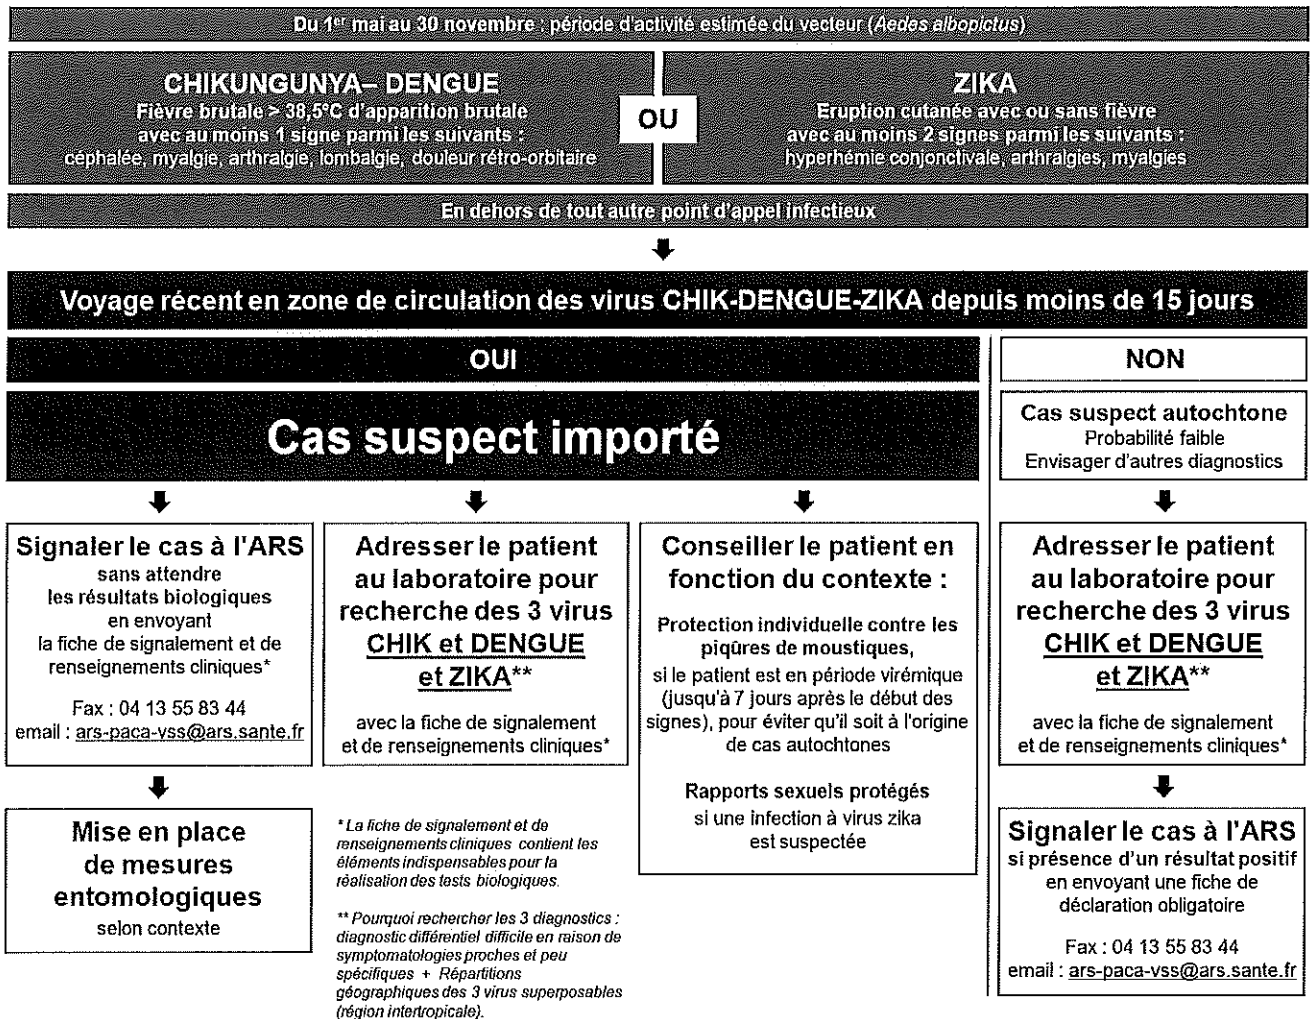 Du 1er mai au 30 novembre : période d'activité estimée du vecteur (Aedes albopictus)
CHIKUNGUNYA– DENGUE
Fièvre brutale > 38,5°C d'apparition brutale
avec au moins 1 signe parmi les suivants :
céphalée, myalgie, arthralgie, lombalgie, douleur rétro-orbitaire
OU
ZIKA
Eruption cutanée avec ou sans fièvre
avec au moins 2 signes parmi les suivants :
hyperhémie conjonctivale, arthralgies, myalgies
En dehors de tout autre point d'appel infectieux
Voyage récent en zone de circulation des virus CHIK-DENGUE-ZIKA depuis moins de 15 jours
OUI
Cas suspect importé
Signaler le cas à l'ARS
sans attendre
les résultats biologiques
en envoyant
la fiche de signalement et de
renseignements cliniques*
Fax : 04 13 55 83 44
email : ars-paca-vss@ars.sante.fr
Mise en place
de mesures
entomologiques
selon contexte
Adresser le patient
au laboratoire pour
recherche des 3 virus
CHIK et DENGUE
et ZIKA**
avec la fiche de signalement
et de renseignements cliniques*
* La fiche de signalement et de
renseignements cliniques contient les
éléments indispensables pour la
réalisation des tests biologiques.
** Pourquoi rechercher les 3 diagnostics :
diagnostic différentiel difficile en raison de
symptomatologies proches et peu
spécifiques + Répartitions
géographiques des 3 virus superposables
(région intertropicale).
Conseiller le patient en
fonction du contexte :
Protection individuelle contre les
piqûres de moustiques,
si le patient est en période virémique
(jusqu'à 7 jours après le début des
signes), pour éviter qu'il soit à l'origine
de cas autochtones
Rapports sexuels protégés
si une infection à virus zika
est suspectée
NON
Cas suspect autochtone
Probabilité faible
Envisager d'autres diagnostics
Adresser le patient
au laboratoire pour
recherche des 3 virus
CHIK et DENGUE
et ZIKA**
avec la fiche de signalement
et de renseignements cliniques*
Signaler le cas à l'ARS
si présence d'un résultat positif
en envoyant une fiche de
déclaration obligatoire
Fax : 04 13 55 83 44
email : ars-paca-vss@ars.sante.fr